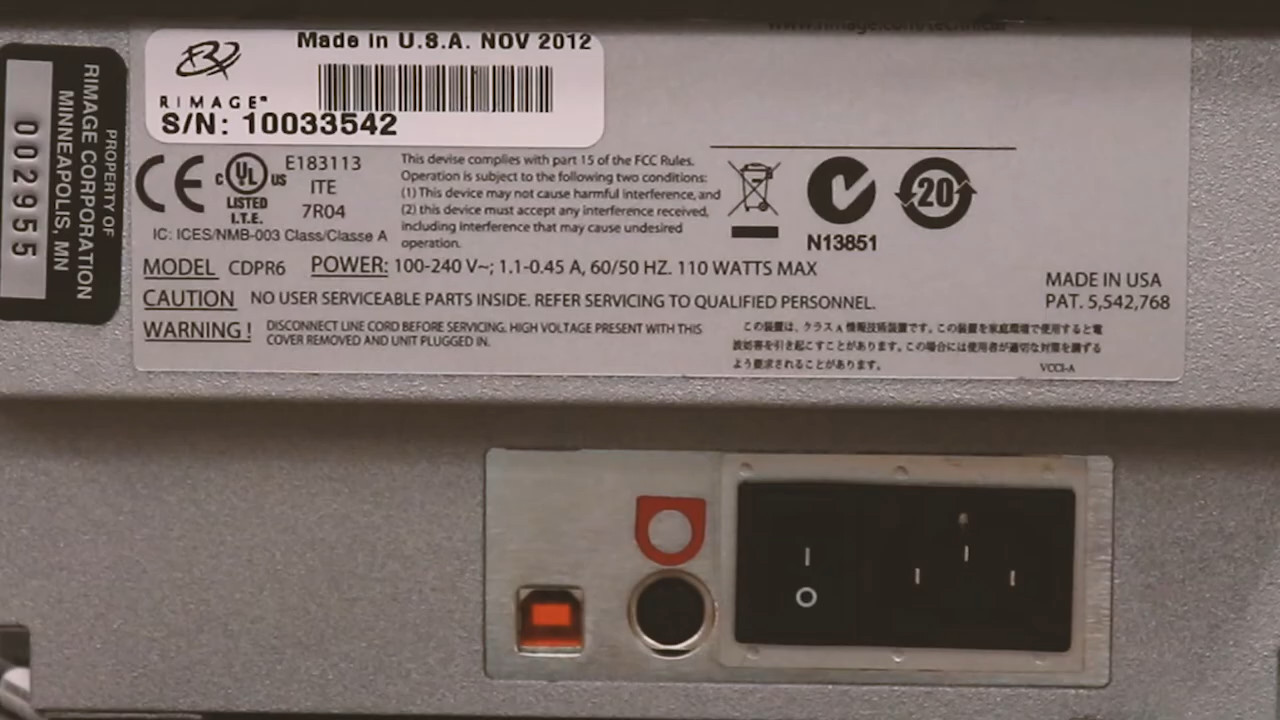 www.rimage.com/technical
Made in U.S.A. NOV 2012
RIMAGE
S/N: 10033542
PROPERTY OF
RIMAGE CORPORATION
MINNEAPOLIS, MN
002955
CE
C UL US
LISTED
I.T.E.
E183113
ITE
7R04
IC: ICES/NMB-003 Class/Classe A
This devise complies with part 15 of the FCC Rules.
Operation is subject to the following two conditions:
(1) This device may not cause harmful interference, and
(2) this device must accept any interference received,
including interference that may cause undesired
operation.
N13851
20
MODEL CDPR6 POWER: 100-240 V~; 1.1-0.45 A, 60/50 HZ. 110 WATTS MAX
CAUTION NO USER SERVICEABLE PARTS INSIDE. REFER SERVICING TO QUALIFIED PERSONNEL.
WARNING! DISCONNECT LINE CORD BEFORE SERVICING. HIGH VOLTAGE PRESENT WITH THIS
COVER REMOVED AND UNIT PLUGGED IN.
MADE IN USA
PAT. 5,542,768
この装置は、クラス A 情報技術装置です。この装置を家庭環境で使用すると電
波妨害を引き起こすことがあります。この場合には使用者が適切な対策を講ずる
よう要求されることがあります。
VCCI-A